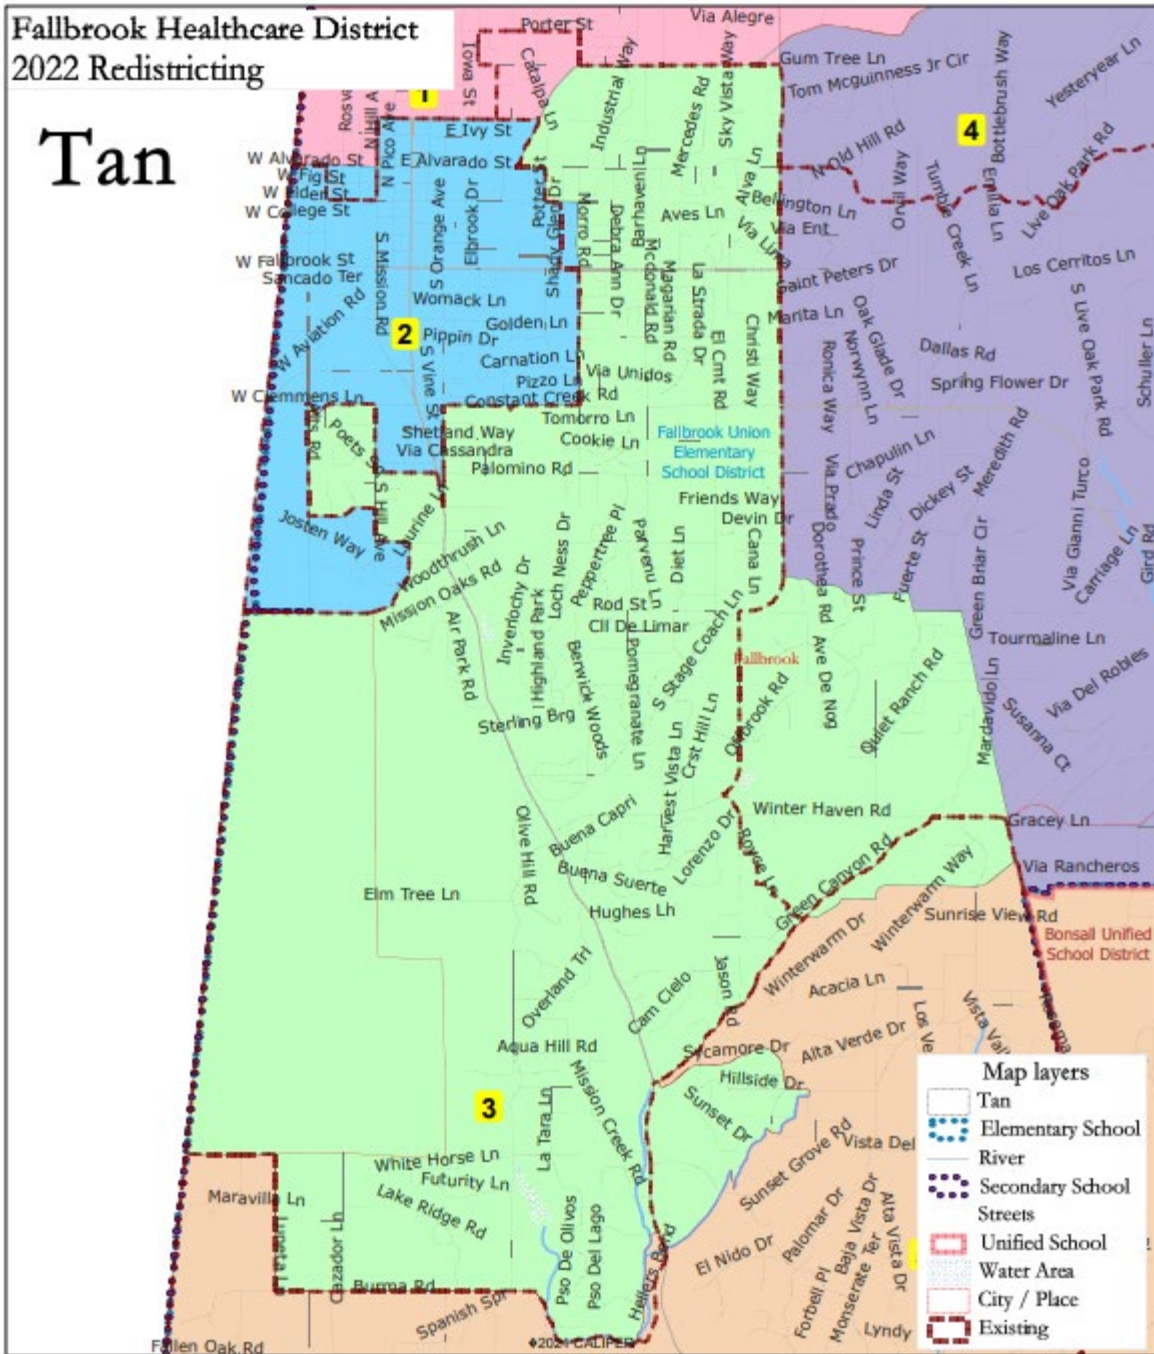 Fallbrook Healthcare District
2022 Redistricting
Tan
Porter St
Via Alegre
Iowa St
Catalpa Ln
Industrial Way
Mercedes Rd
Sky Vista Way
Gum Tree Ln
Tom Mcguinness Jr Cir
Bottlebrush Way
Yesteryear Ln
1
4
N Pico Ave
E Ivy St
N Old Hill Rd
W Alvarado St
E Alvarado St
W Fig St
W Elder St
W College St
S Orange Ave
Elbrook Dr
Potter St
Shady Glen Dr
Morro Rd
Debra Ann Dr
Barhaven Ln
Aves Ln
Alva Ln
Bellington Ln
Via Ent
Via Lima
Orvil Way
Tumble Creek Ln
Emilia Ln
Live Oak Park Rd
W Fallbrook St
Sancado Ter
S Mission Rd
W Aviation Rd
Womack Ln
Golden Ln
2
Pippin Dr
Carnation Ln
Pizzo Ln
Constant Creek Rd
S Vine St
Mcdonald Rd
Magarian Rd
La Strada Dr
El Cmt Rd
Christi Way
Via Unidos
Saint Peters Dr
Los Cerritos Ln
Marita Ln
Oak Glade Dr
Norwynn Ln
Ronica Way
Dallas Rd
Spring Flower Dr
S Live Oak Park Rd
Schuller Ln
W Clemmens Ln
Shetland Way
Via Cassandra
Tomorro Ln
Cookie Ln
Palomino Rd
Fallbrook Union
Elementary
School District
Friends Way
Devin Dr
Chapulin Ln
Meredith Rd
Linda St
Dickey St
Via Prado
Via Gianni Turco
Carriage Ln
Gird Rd
S Hill Ave
Laurine Ln
Josten Way
Woodthrush Ln
Mission Oaks Rd
Air Park Rd
Inverlochy Dr
Highland Park
Loch Ness Dr
Peppertree Pl
Parvenu Ln
Diet Ln
Cana Ln
Dorothea Rd
Prince St
Fuerte St
Green Briar Cir
Rod St
Cll De Limar
Berwick Woods
Pomegranate Ln
S Stage Coach Ln
Fallbrook
Ave De Nog
Quiet Ranch Rd
Tourmaline Ln
Via Del Robles
Mardavido Ln
Susanna Ct
Sterling Brg
Harvest Vista Ln
Crst Hill Ln
Winter Haven Rd
Gracey Ln
Olive Hill Rd
Buena Capri
Buena Suerte
Lorenzo Dr
Royce Ln
Green Canyon Rd
Winterwarm Way
Via Rancheros
Elm Tree Ln
Hughes Ln
Winterwarm Dr
Sunrise View Rd
Bonsall Unified
School District
Overland Trl
Cam Cielo
Jason Rd
Acacia Ln
Alta Verde Dr
Los Ve
Aqua Hill Rd
Sycamore Dr
Hillside Dr
Sunset Dr
3
La Tara Ln
Mission Creek Rd
Sunset Grove Rd
Vista Del
White Horse Ln
Futurity Ln
Lake Ridge Rd
Maravilla Ln
Luneta Ln
Cazador Ln
Burma Rd
Spanish Spr
Pso De Olivos
Pso Del Lago
Hellers Bend
El Nido Dr
Palomar Dr
Baja Vista Dr
Alta Vista Dr
Monserate Ter
Forbell Pl
Lyndy
Fallen Oak Rd
©2021 CALIPER
Map layers
Tan
Elementary School
River
Secondary School
Streets
Unified School
Water Area
City / Place
Existing